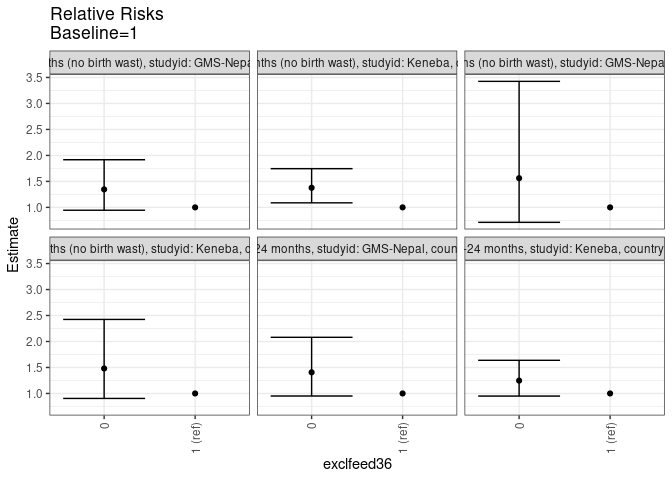 Relative Risks
Baseline=1
ths (no birth wast), studyid: GMS-Nepa
nths (no birth wast), studyid: Keneba,
ns (no birth wast), studyid: GMS-Nepa
3.5
3.0
2.5
2.0
1.5
1.0
ths (no birth wast), studyid: Keneba,
24 months, studyid: GMS-Nepal, coun
-24 months, studyid: Keneba, country
3.5
3.0
2.5
2.0
1.5
1.0
Estimate
0
1 (ref)
0
1 (ref)
0
1 (ref)
exclfeed36